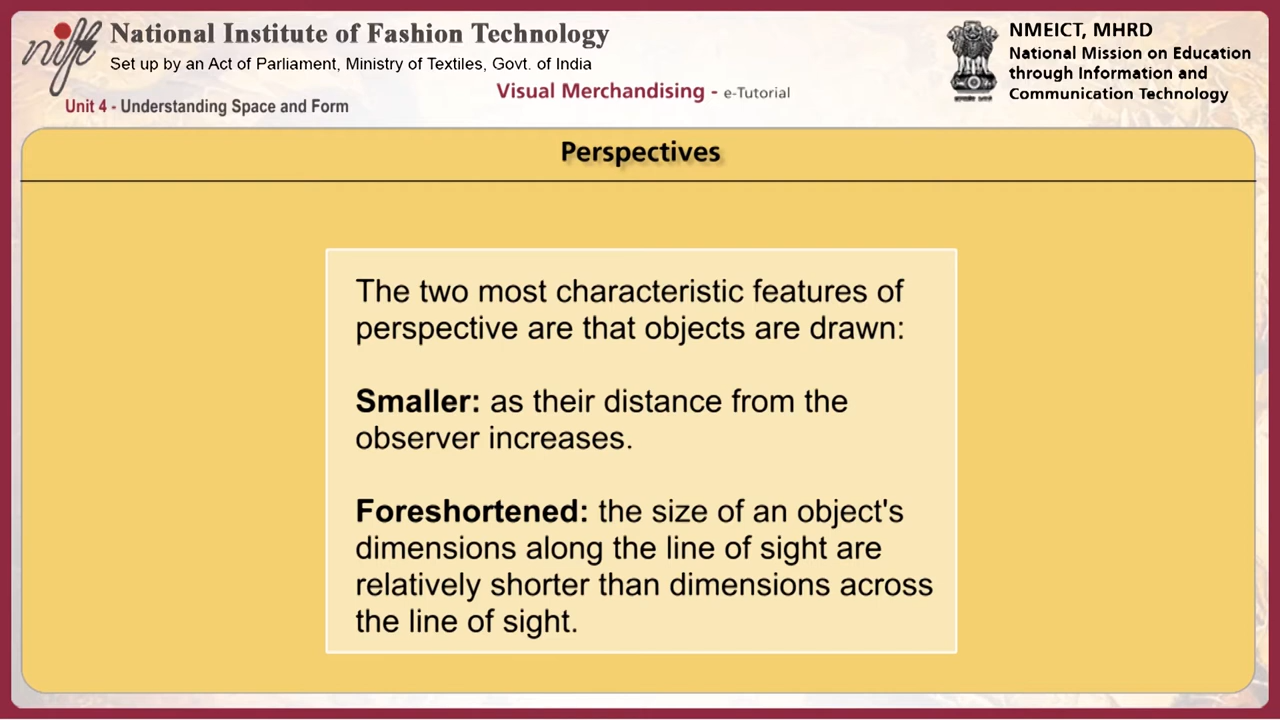 nift National Institute of Fashion Technology
Set up by an Act of Parliament, Ministry of Textiles, Govt. of India
Visual Merchandising - e-Tutorial
Unit 4 - Understanding Space and Form
NMEICT, MHRD
National Mission on Education
through Information and
Communication Technology
Perspectives
The two most characteristic features of
perspective are that objects are drawn:
Smaller: as their distance from the
observer increases.
Foreshortened: the size of an object's
dimensions along the line of sight are
relatively shorter than dimensions across
the line of sight.